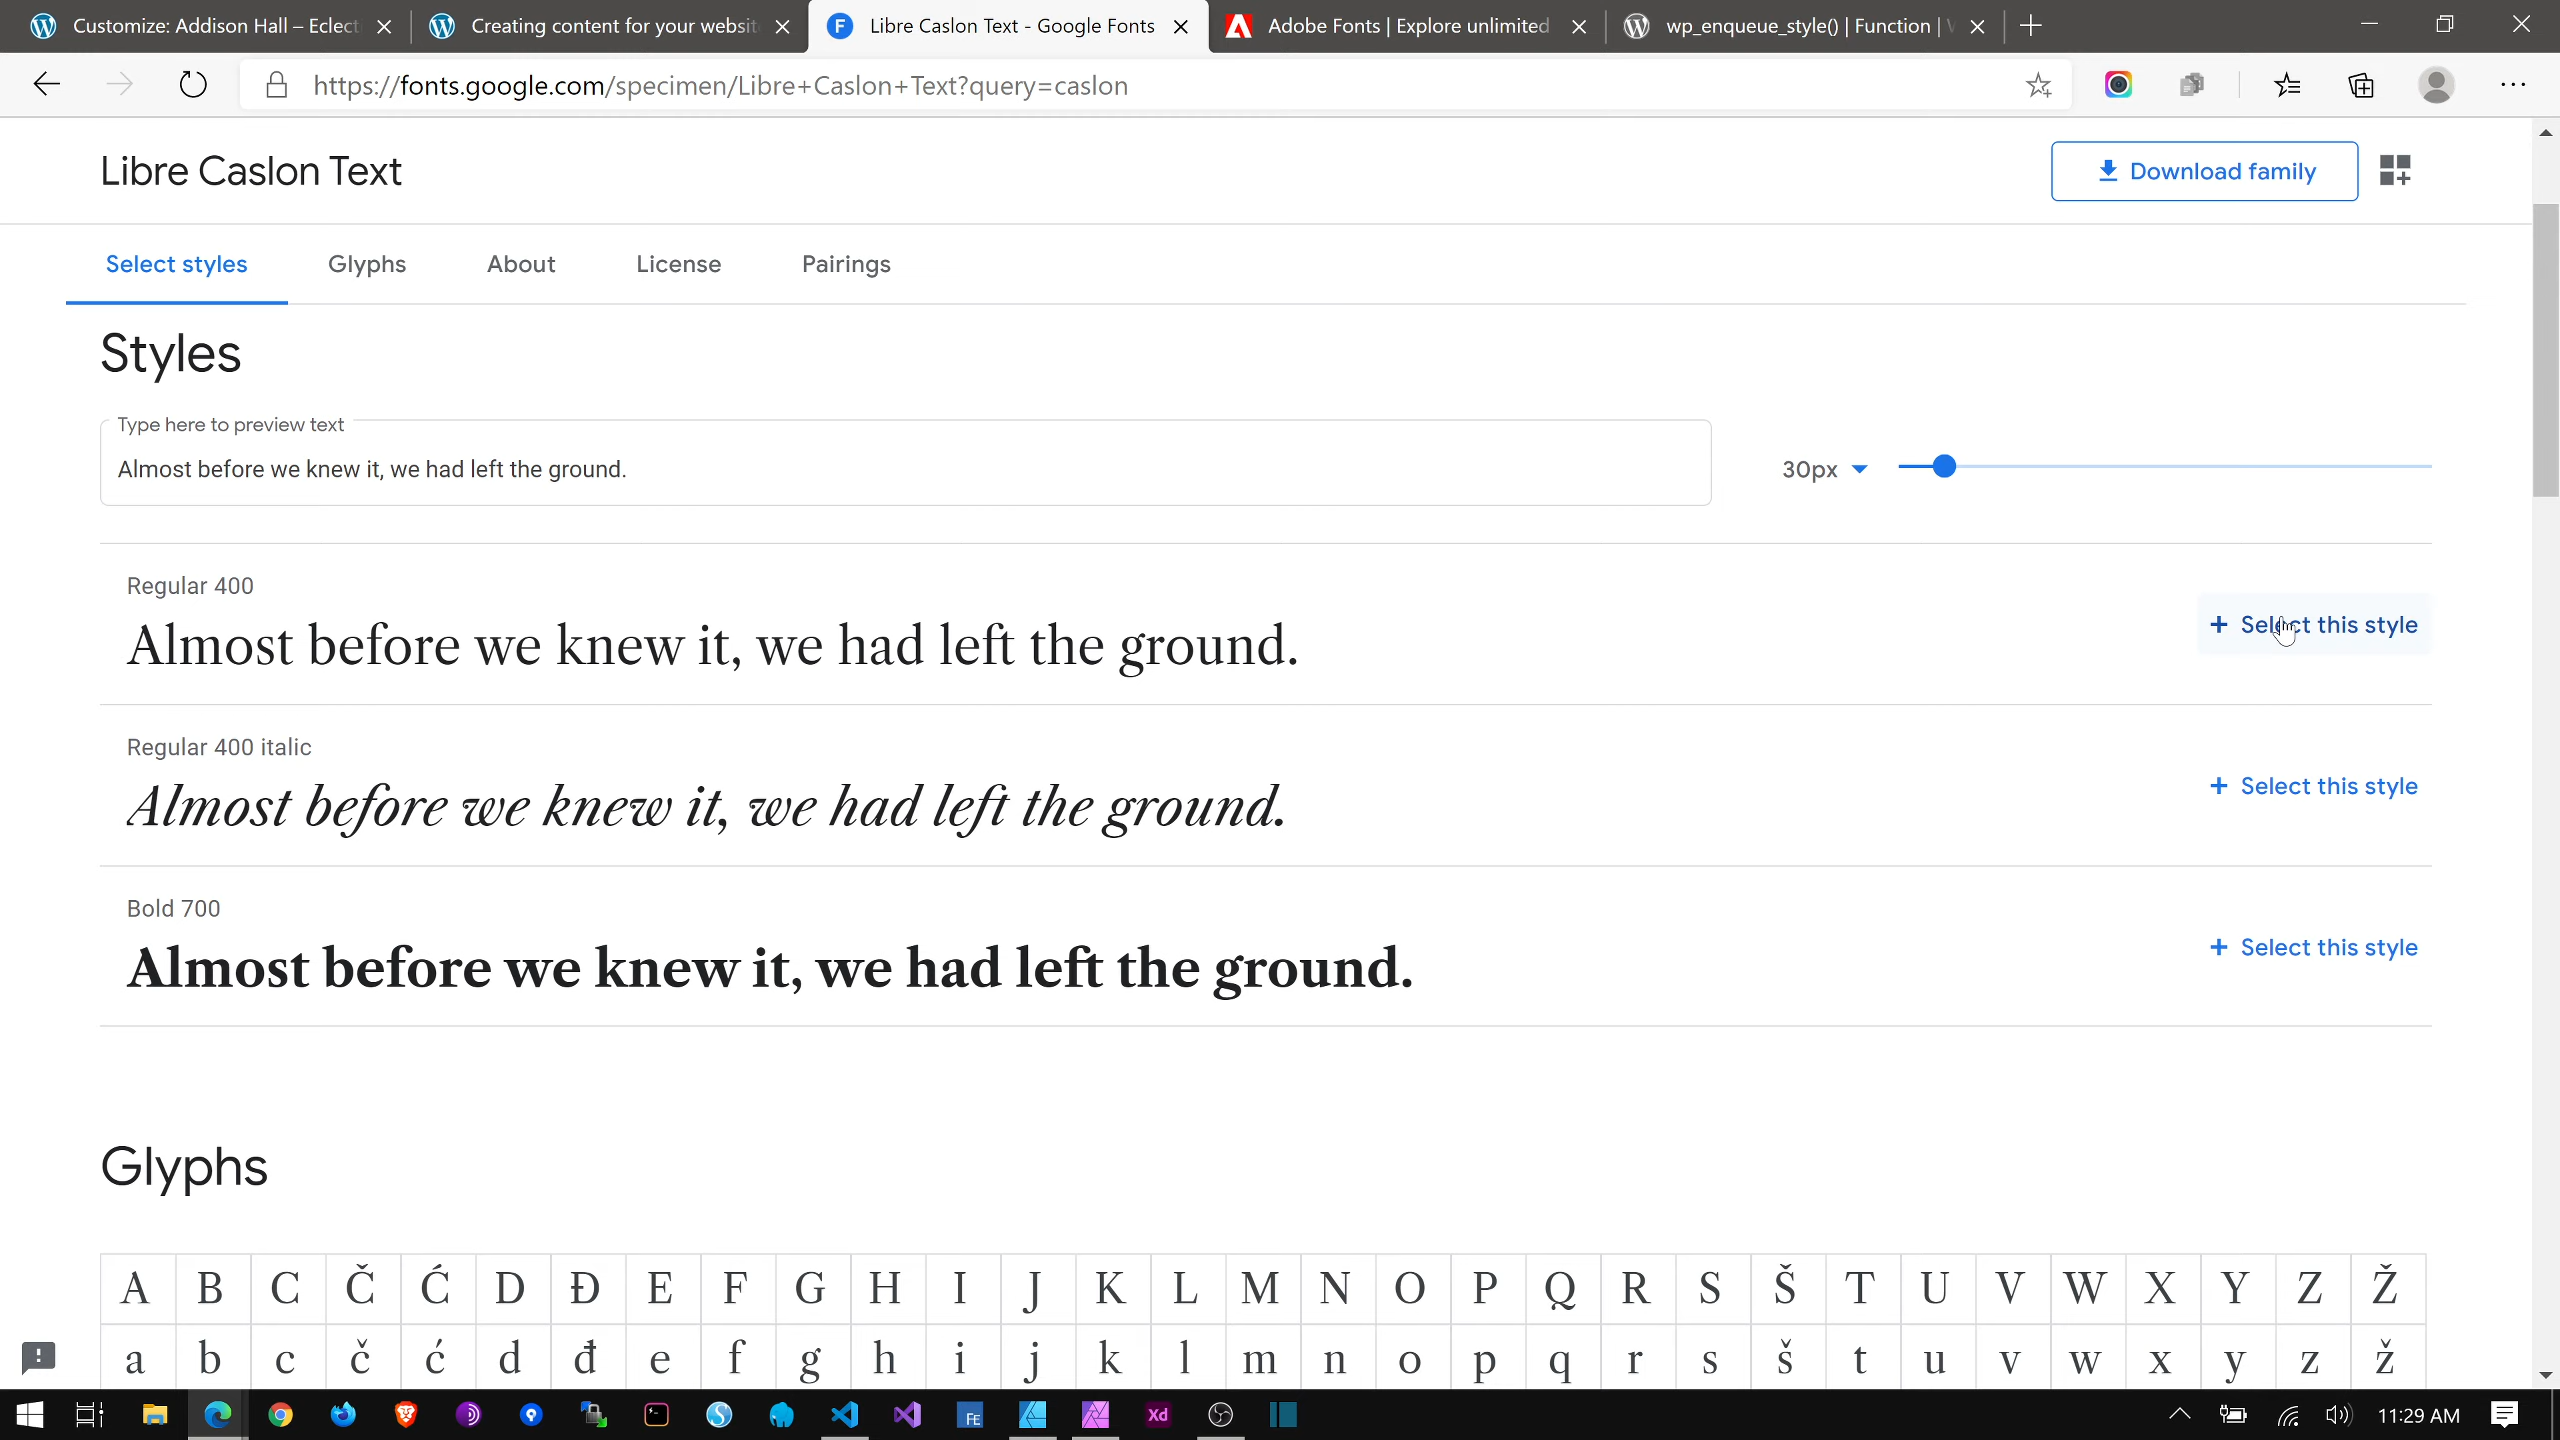 Customize: Addison Hall – Eclect
Creating content for your websit
Libre Caslon Text - Google Fonts
Adobe Fonts | Explore unlimited
wp_enqueue_style() | Function |
https://fonts.google.com/specimen/Libre+Caslon+Text?query=caslon
Libre Caslon Text
Download family
Select styles
Glyphs
About
License
Pairings
Styles
Type here to preview text
Almost before we knew it, we had left the ground.
30px
Regular 400
Almost before we knew it, we had left the ground.
+ Select this style
Regular 400 italic
Almost before we knew it, we had left the ground.
+ Select this style
Bold 700
Almost before we knew it, we had left the ground.
+ Select this style
Glyphs
A B C Č Ć D Đ E F G H I J K L M N O P Q R S Š T U V W X Y Z Ž
a b c č ć d đ e f g h i j k l m n o p q r s š t u v w x y z ž
FE
Xd
11:29 AM